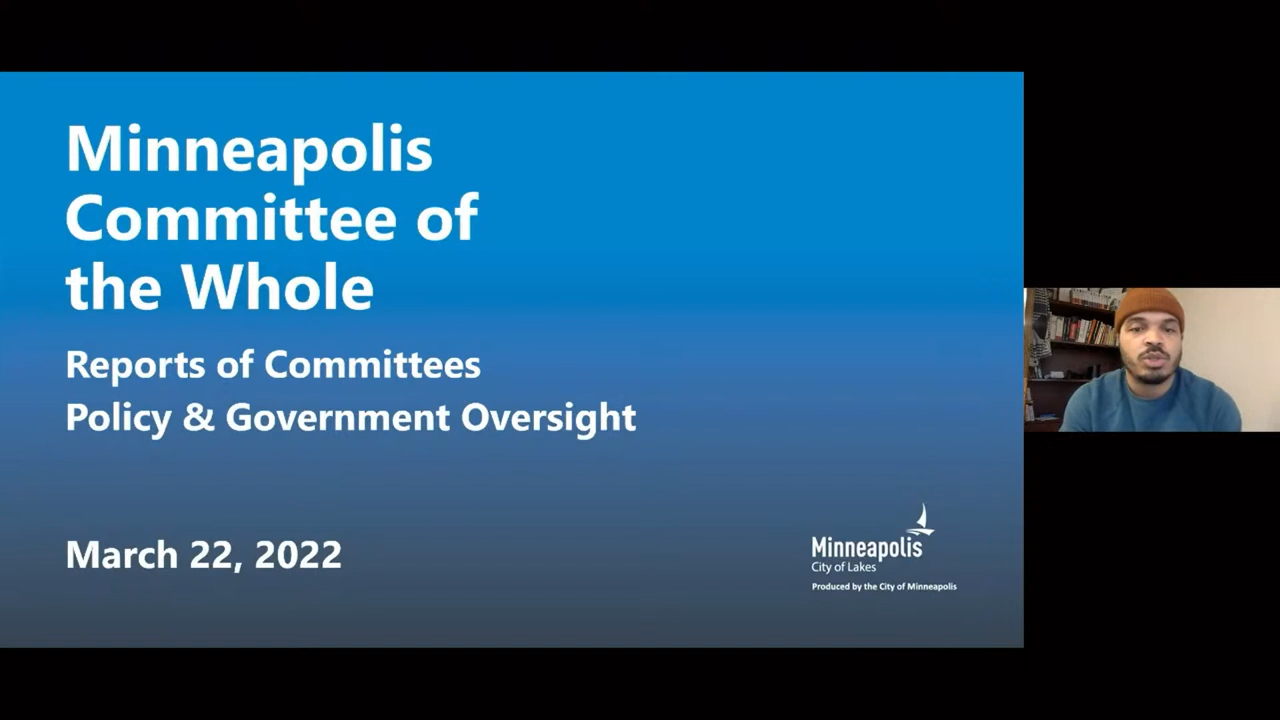 Minneapolis
Committee of
the Whole
Reports of Committees
Policy & Government Oversight
March 22, 2022
Minneapolis
City of Lakes
Produced by the City of Minneapolis